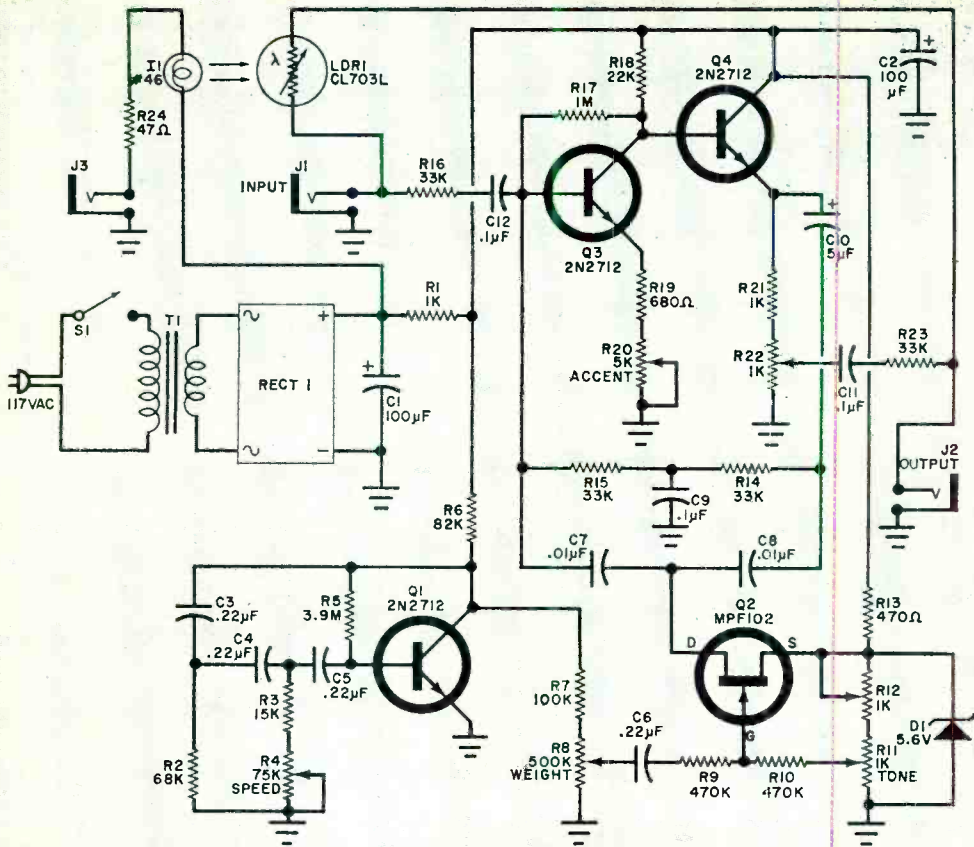 I1
#46
λ
LDR1
CL703L
R24
47Ω
J3
V
J1
INPUT
V
R16
33K
C12
.1µF
R17
1M
R18
22K
Q4
2N2712
C2
100
µF
+
Q3
2N2712
R19
680Ω
R20
5K
ACCENT
+
C10
5µF
R21
1K
R22
1K
C11
.1µF
R23
33K
S1
T1
117VAC
~
~
RECT 1
+
−
R1
1K
+
C1
100µF
J2
OUTPUT
V
R15
33K
R14
33K
C9
.1µF
R6
82K
C7
.01µF
C8
.01µF
C3
.22µF
R5
3.9M
Q1
2N2712
C4
.22µF
C5
.22µF
R3
15K
R2
68K
R4
75K
SPEED
R7
100K
R8
500K
WEIGHT
C6
.22µF
R9
470K
R10
470K
Q2
MPF102
D
S
G
R13
470Ω
R12
1K
R11
1K
TONE
D1
5.6V